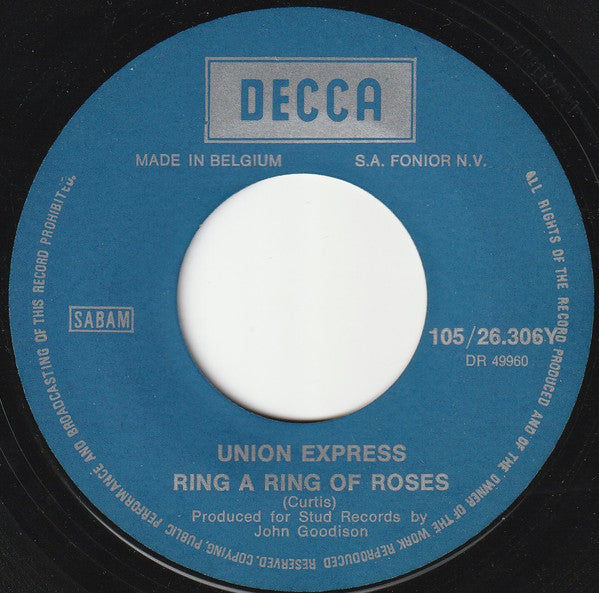 DECCA
MADE IN BELGIUM S.A. FONIOR N.V.
ALL RIGHTS OF THE RECORD PRODUCED AND OF THE OWNER OF THE WORK REPRODUCED RESERVED.COPYING, PUBLIC PERFORMANCE AND BROADCASTING OF THIS RECORD PROHIBITED.
SABAM
105/26.306Y
DR 49960
UNION EXPRESS
RING A RING OF ROSES
(Curtis)
Produced for Stud Records by
John Goodison